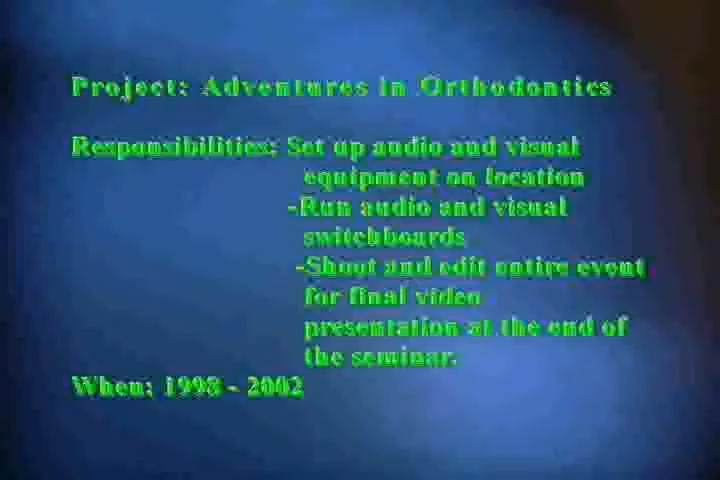 Project: Adventures in Orthodontics
Responsibilities: Set up audio and visual
equipment on location
-Run audio and visual
switchboards
-Shoot and edit entire event
for final video
presentation at the end of
the seminar.
When: 1998 - 2002